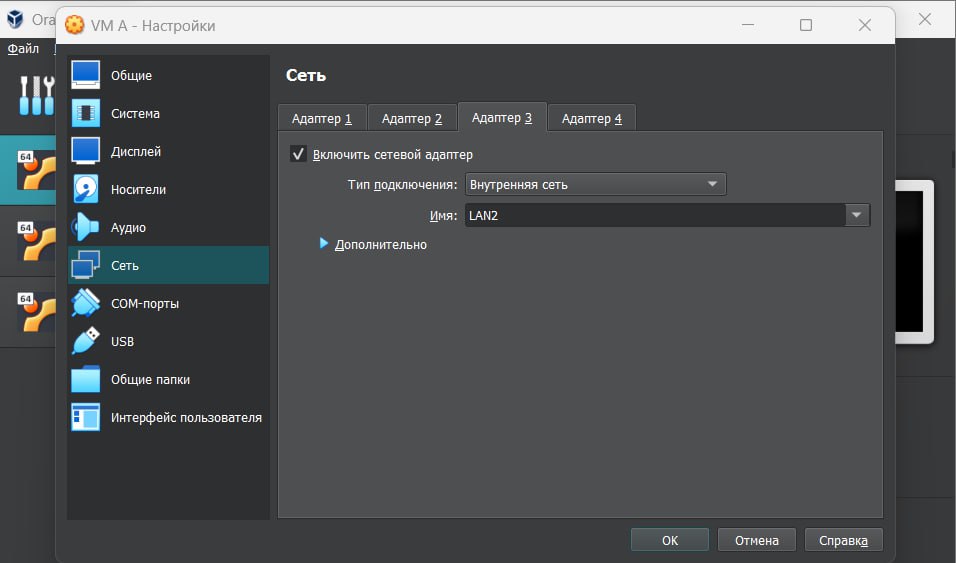 Ora
VM A - Настройки
Файл
64
64
64
Общие
Система
Дисплей
Носители
Аудио
Сеть
COM-порты
USB
Общие папки
Интерфейс пользователя
Сеть
Адаптер 1 Адаптер 2 Адаптер 3 Адаптер 4
Включить сетевой адаптер
Тип подключения: Внутренняя сеть
Имя: LAN2
Дополнительно
OK Отмена Справка